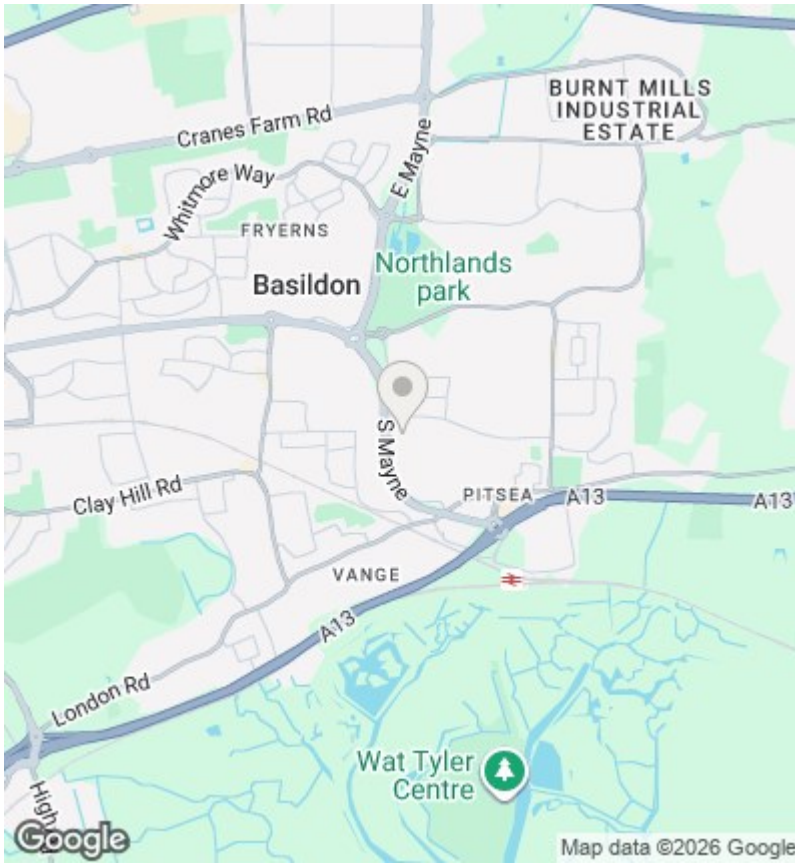 BURNT MILLS
INDUSTRIAL
ESTATE
Cranes Farm Rd
E Mayne
Whitmore Way
FRYERNS
Northlands
park
Basildon
S Mayne
Clay Hill Rd
PITSEA
A13
A13
VANGE
A13
London Rd
Wat Tyler
Centre
High
Google
Map data ©2026 Google